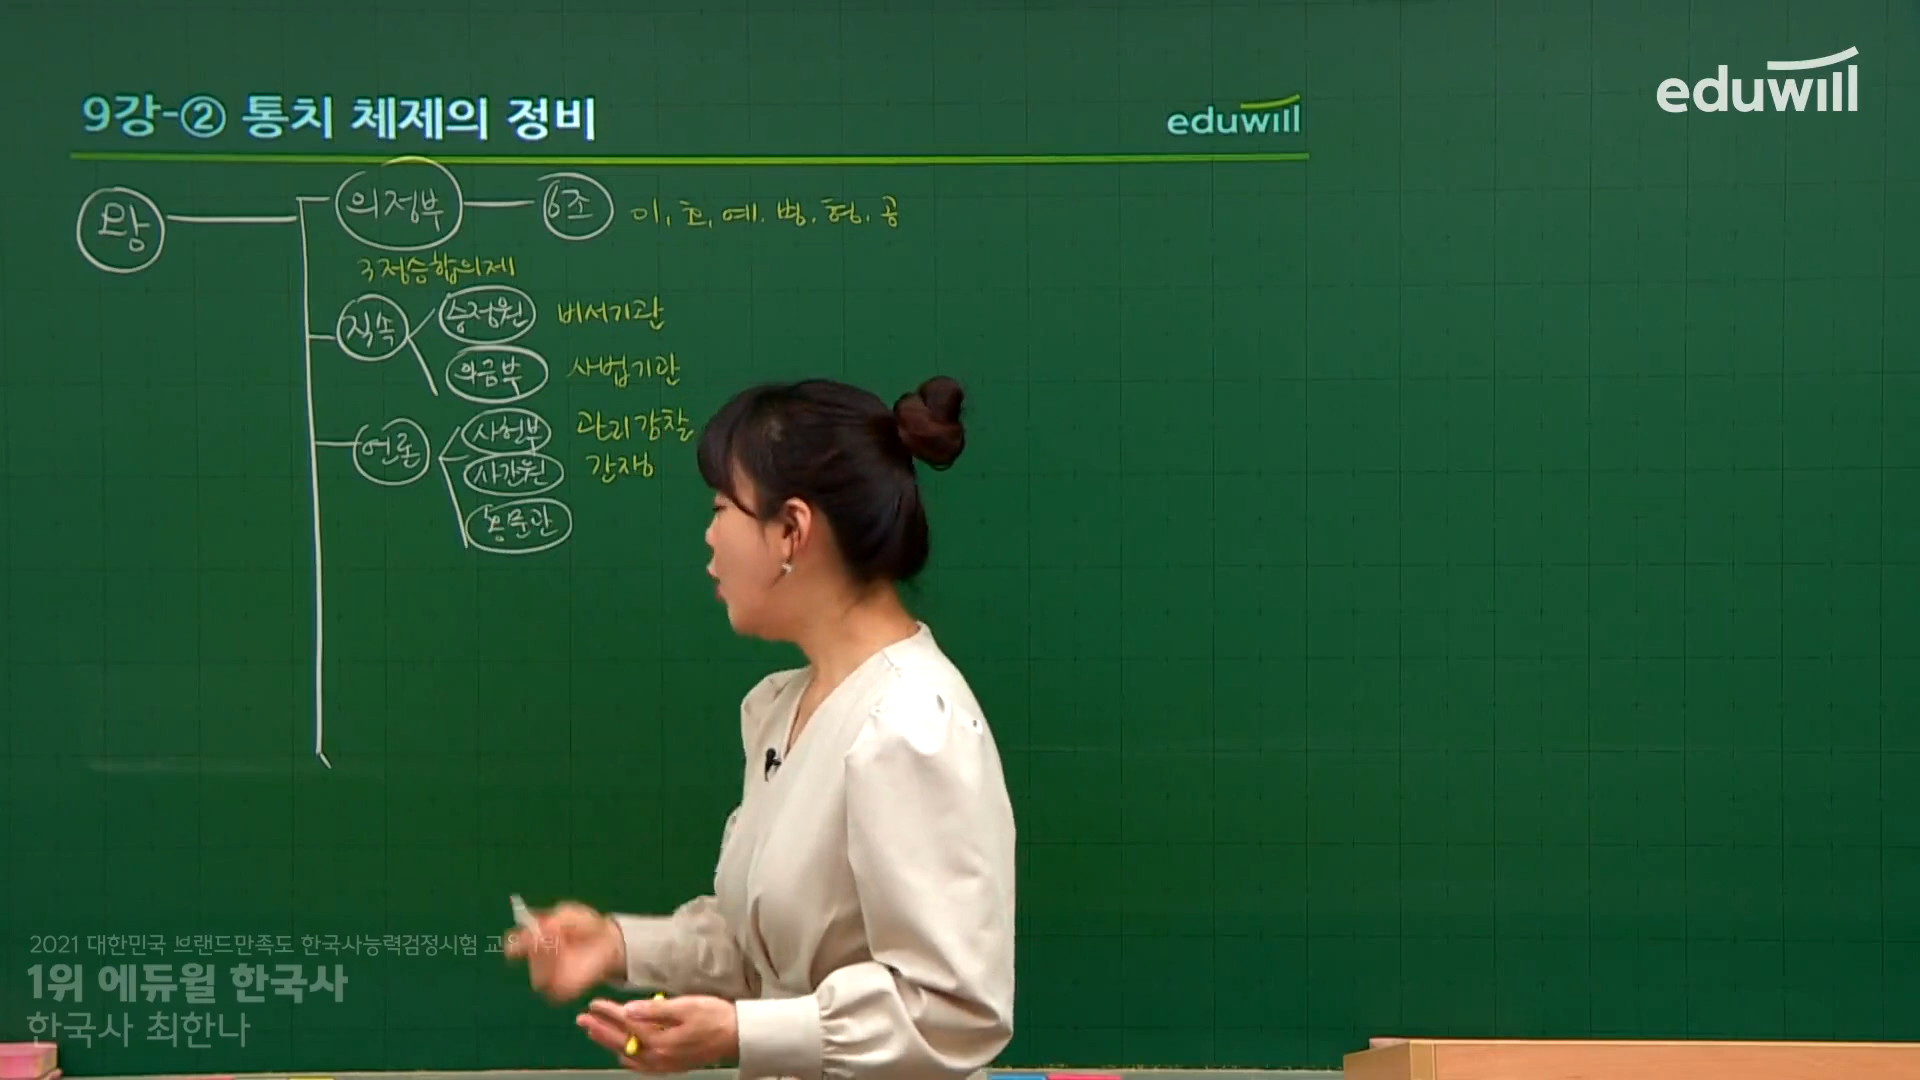 eduwill
9강-② 통치 체제의 정비
eduwill
왕
의정부
6조
이, 호, 예. 병. 형. 공
3정승합의제
직속
승정원
비서기관
의금부
사법기관
언론
사헌부
관리감찰
사간원
간쟁
홍문관
2021 대한민국 브랜드만족도 한국사능력검정시험 교육 1위
1위 에듀윌 한국사
한국사 최한나